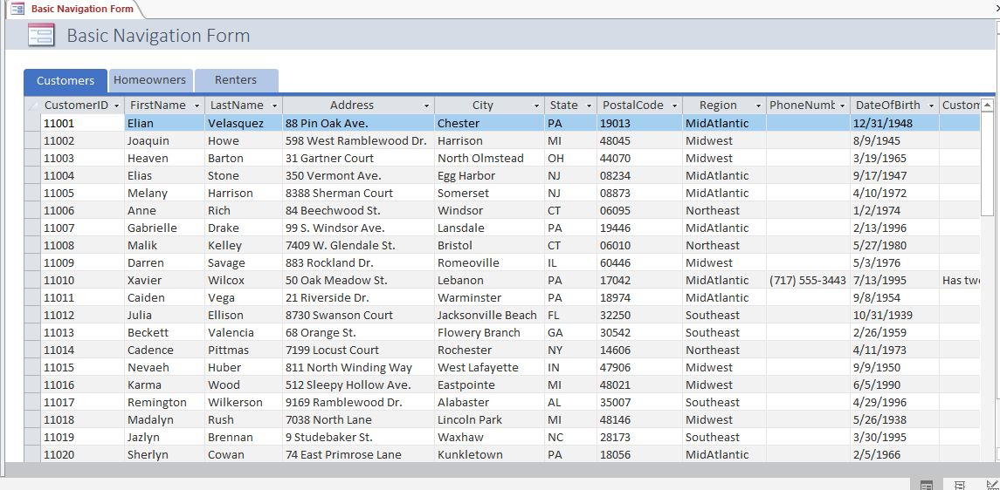 Basic Navigation Form
Basic Navigation Form
Customers Homeowners Renters
CustomerID FirstName LastName Address City State PostalCode Region PhoneNumb DateOfBirth Custom
11001 Elian Velasquez 88 Pin Oak Ave. Chester PA 19013 MidAtlantic 12/31/1948
11002 Joaquin Howe 598 West Ramblewood Dr. Harrison MI 48045 Midwest 8/9/1945
11003 Heaven Barton 31 Gartner Court North Olmstead OH 44070 Midwest 3/19/1965
11004 Elias Stone 350 Vermont Ave. Egg Harbor NJ 08234 MidAtlantic 9/17/1947
11005 Melany Harrison 8388 Sherman Court Somerset NJ 08873 MidAtlantic 4/10/1972
11006 Anne Rich 84 Beechwood St. Windsor CT 06095 Northeast 1/2/1974
11007 Gabrielle Drake 99 S. Windsor Ave. Lansdale PA 19446 MidAtlantic 2/13/1996
11008 Malik Kelley 7409 W. Glendale St. Bristol CT 06010 Northeast 5/27/1980
11009 Darren Savage 883 Rockland Dr. Romeoville IL 60446 Midwest 5/3/1976
11010 Xavier Wilcox 50 Oak Meadow St. Lebanon PA 17042 MidAtlantic (717) 555-3443 7/13/1995 Has two
11011 Caiden Vega 21 Riverside Dr. Warminster PA 18974 MidAtlantic 9/8/1954
11012 Julia Ellison 8730 Swanson Court Jacksonville Beach FL 32250 Southeast 10/31/1939
11013 Beckett Valencia 68 Orange St. Flowery Branch GA 30542 Southeast 2/26/1959
11014 Cadence Pittmas 7199 Locust Court Rochester NY 14606 Northeast 4/11/1973
11015 Nevaeh Huber 811 North Winding Way West Lafayette IN 47906 Midwest 9/9/1950
11016 Karma Wood 512 Sleepy Hollow Ave. Eastpointe MI 48021 Midwest 6/5/1990
11017 Remington Wilkerson 9169 Ramblewood Dr. Alabaster AL 35007 Southeast 4/29/1996
11018 Madalyn Rush 7038 North Lane Lincoln Park MI 48146 Midwest 5/26/1938
11019 Jazlyn Brennan 9 Studebaker St. Waxhaw NC 28173 Southeast 3/30/1995
11020 Sherlyn Cowan 74 East Primrose Lane Kunkletown PA 18056 MidAtlantic 2/5/1966